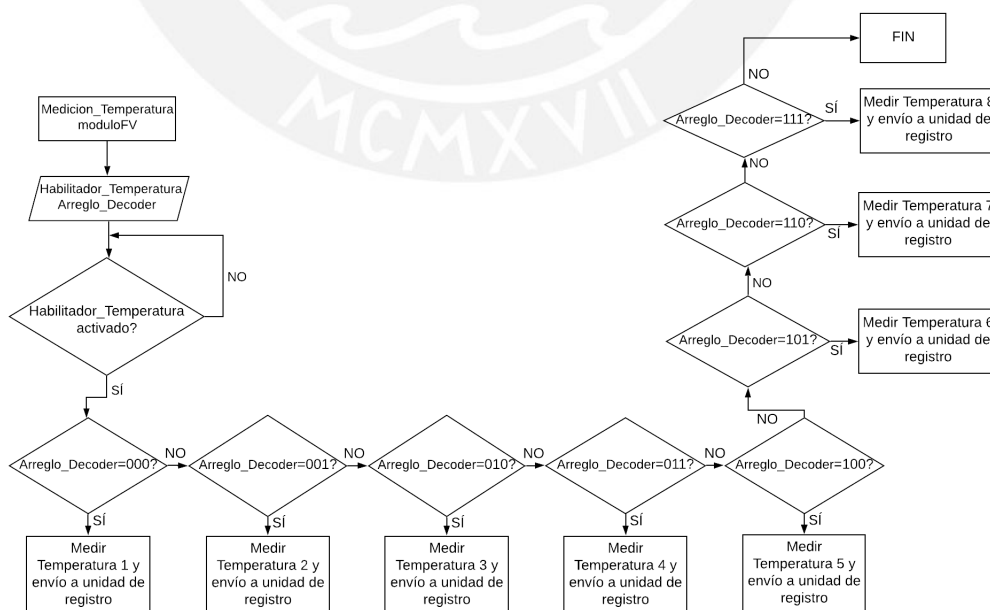 MCMXVII
Medicion_Temperatura
moduloFV
Habilitador_Temperatura
Arreglo_Decoder
NO
Habilitador_Temperatura
activado?
SÍ
Arreglo_Decoder=000?
NO
Arreglo_Decoder=001?
NO
Arreglo_Decoder=010?
NO
Arreglo_Decoder=011?
NO
Arreglo_Decoder=100?
SÍ
SÍ
SÍ
SÍ
SÍ
Medir
Temperatura 1 y
envío a unidad de
registro
Medir
Temperatura 2 y
envío a unidad de
registro
Medir
Temperatura 3 y
envío a unidad de
registro
Medir
Temperatura 4 y
envío a unidad de
registro
Medir
Temperatura 5 y
envío a unidad de
registro
NO
Arreglo_Decoder=101?
SÍ
Medir Temperatura 6
y envío a unidad de
registro
NO
Arreglo_Decoder=110?
SÍ
Medir Temperatura 7
y envío a unidad de
registro
NO
Arreglo_Decoder=111?
SÍ
Medir Temperatura 8
y envío a unidad de
registro
NO
FIN